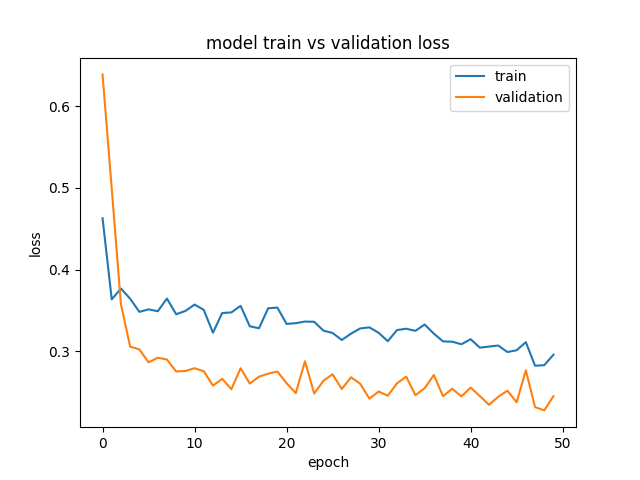 model train vs validation loss
train
validation
0.6
0.5
0.4
0.3
loss
0 10 20 30 40 50
epoch